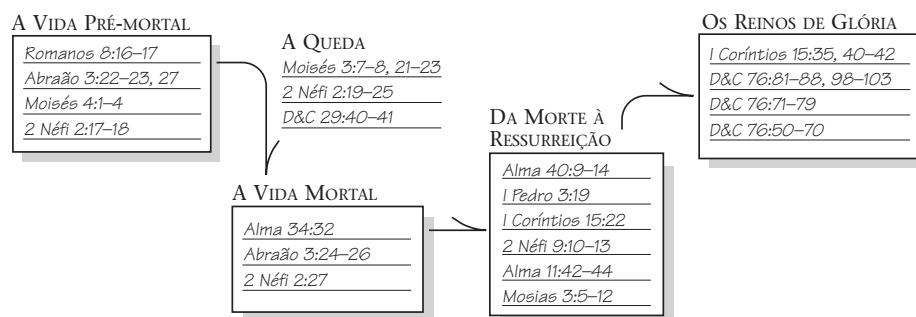 A VIDA PRÉ-MORTAL
Romanos 8:16–17
Abraão 3:22–23, 27
Moisés 4:1–4
2 Néfi 2:17–18
A QUEDA
Moisés 3:7–8, 21–23
2 Néfi 2:19–25
D&C 29:40–41
A VIDA MORTAL
Alma 34:32
Abraão 3:24–26
2 Néfi 2:27
DA MORTE À
RESSURREIÇÃO
Alma 40:9–14
I Pedro 3:19
I Coríntios 15:22
2 Néfi 9:10–13
Alma 11:42–44
Mosias 3:5–12
OS REINOS DE GLÓRIA
I Coríntios 15:35, 40–42
D&C 76:81–88, 98–103
D&C 76:71–79
D&C 76:50–70